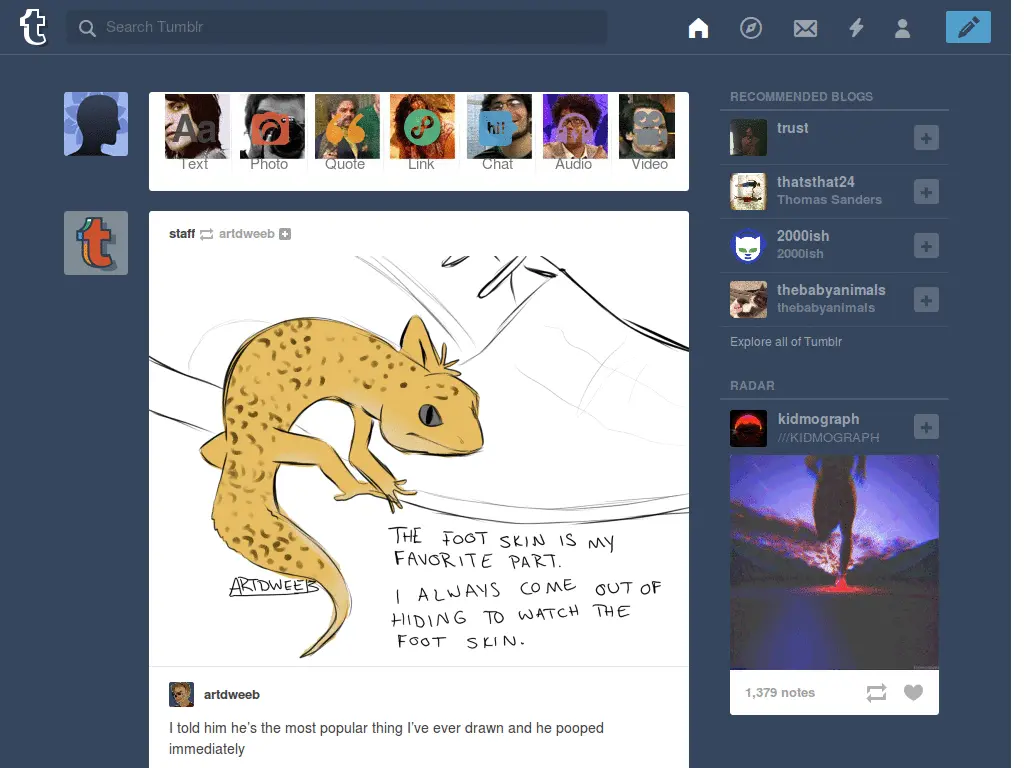 Search Tumblr
Aa
hi!
Text Photo Quote Link Chat Audio Video
staff artdweeb
THE FOOT SKIN IS MY
FAVORITE PART.
I ALWAYS COME OUT OF
HIDING TO WATCH THE
FOOT SKIN.
ARTDWEEB
artdweeb
I told him he's the most popular thing I've ever drawn and he pooped
immediately
RECOMMENDED BLOGS
trust
thatsthat24
Thomas Sanders
2000ish
2000ish
thebabyanimals
thebabyanimals
Explore all of Tumblr
RADAR
kidmograph
///KIDMOGRAPH
1,379 notes